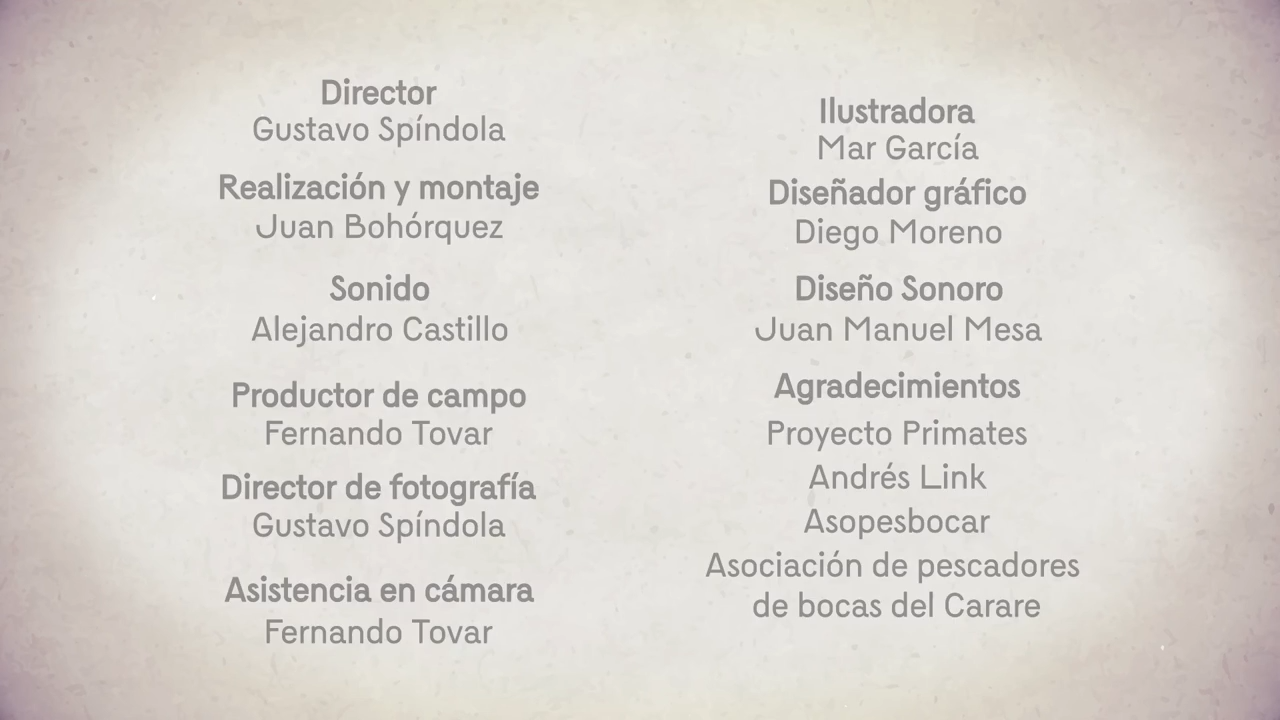 Director
Gustavo Spíndola
Realización y montaje
Juan Bohórquez
Sonido
Alejandro Castillo
Productor de campo
Fernando Tovar
Director de fotografía
Gustavo Spíndola
Asistencia en cámara
Fernando Tovar
Ilustradora
Mar García
Diseñador gráfico
Diego Moreno
Diseño Sonoro
Juan Manuel Mesa
Agradecimientos
Proyecto Primates
Andrés Link
Asopesbocar
Asociación de pescadores
de bocas del Carare